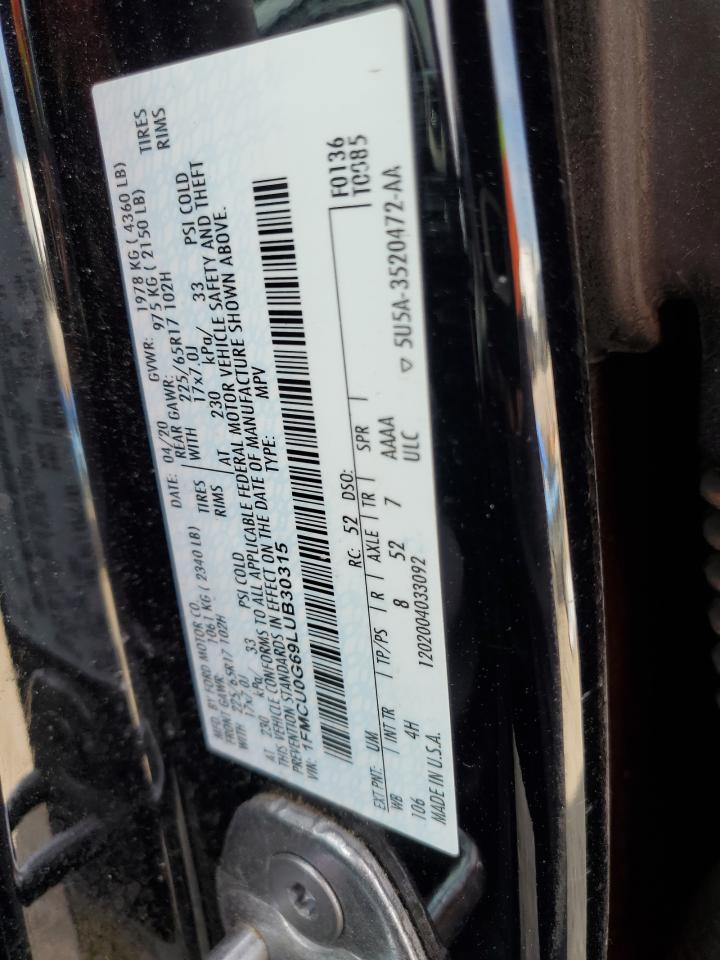 MFD. BY FORD MOTOR CO.
DATE: 04/20 GVWR: 1978 KG ( 4360 LB)
FRONT GAWR: 1061 KG ( 2340 LB)
REAR GAWR: 975 KG ( 2150 LB)
WITH 225/65R17 102H TIRES
WITH 225/65R17 102H TIRES
17x7.0J RIMS
17x7.0J RIMS
AT 230 kPa/ 33 PSI COLD
AT 230 kPa/ 33 PSI COLD
THIS VEHICLE CONFORMS TO ALL APPLICABLE FEDERAL MOTOR VEHICLE SAFETY AND THEFT
PREVENTION STANDARDS IN EFFECT ON THE DATE OF MANUFACTURE SHOWN ABOVE.
VIN: 1FMCU0G69LUB30315 TYPE: MPV
F0136
T0385
EXT PNT: UM RC: 52 DSO:
WB INT TR TP/PS R AXLE TR SPR
106 4H 8 52 7 AAAA
ULC
MADE IN U.S.A. 1202004033092
5U5A-3520472-AA